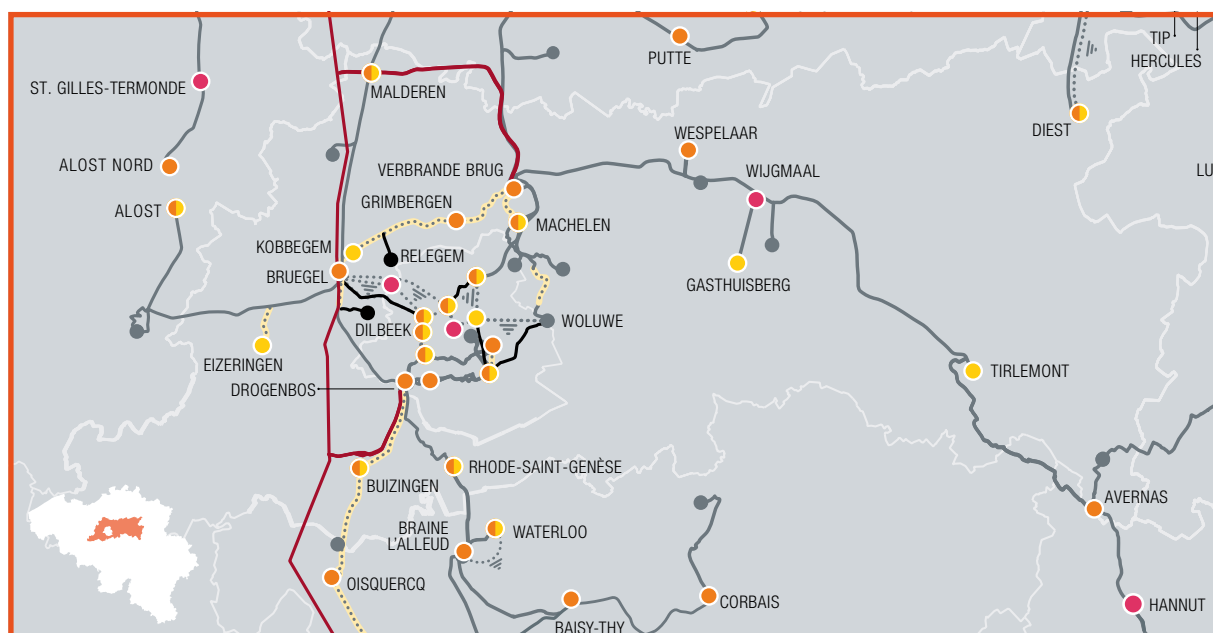 TIP
HERCULES
PUTTE
ST. GILLES-TERMONDE
MALDEREN
DIEST
WESPELAAR
ALOST NORD
VERBRANDE BRUG
WIJGMAAL
LU
GRIMBERGEN
ALOST
MACHELEN
KOBBEGEM
RELEGEM
BRUEGEL
GASTHUISBERG
DILBEEK
WOLUWE
EIZERINGEN
TIRLEMONT
DROGENBOS
RHODE-SAINT-GENÈSE
BUIZINGEN
AVERNAS
BRAINE
L'ALLEUD
WATERLOO
OISQUERCQ
CORBAIS
HANNUT
BAISY-THY